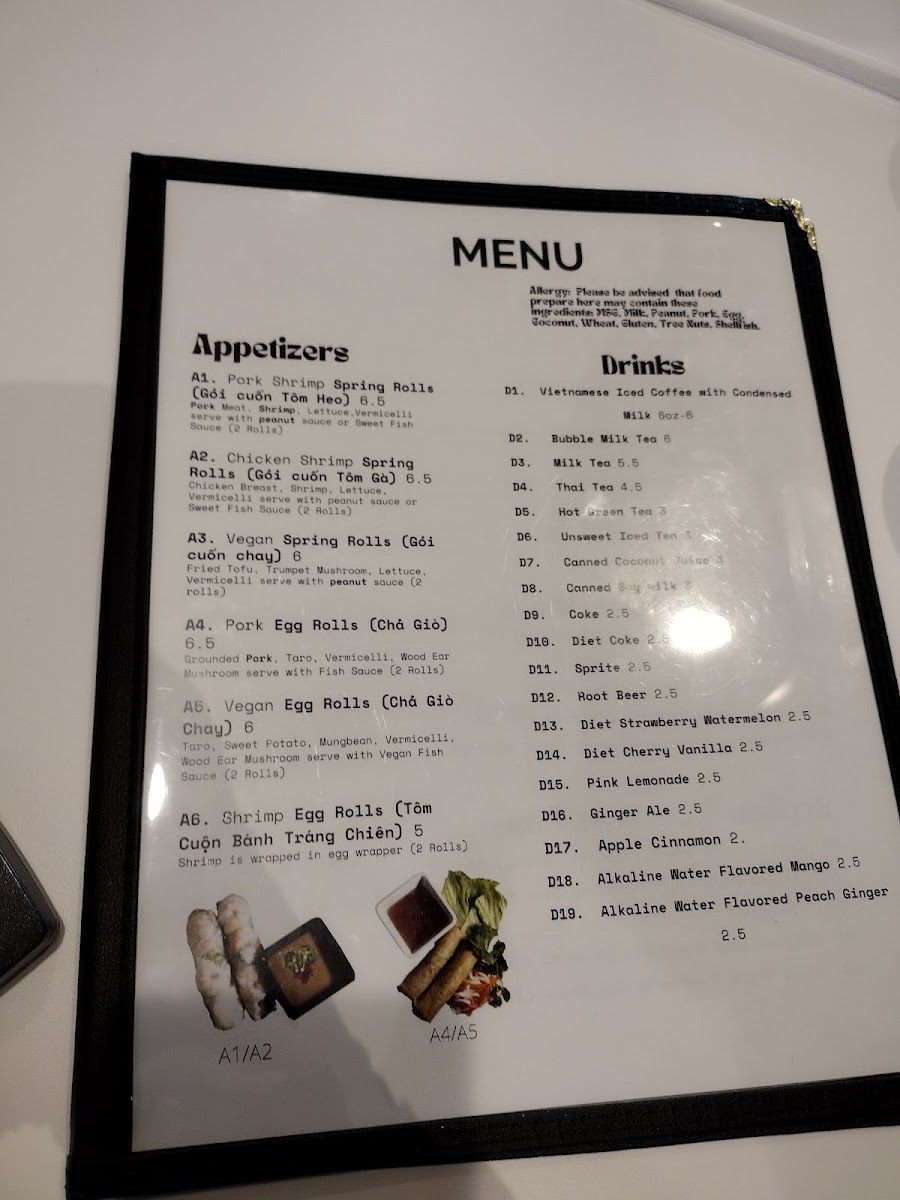 MENU
Allergy: Please be advised that food
prepare here may contain these
ingredients: MSG, Milk, Peanut, Pork, Egg,
Coconut, Wheat, Gluten, Tree Nuts, Shellfish.
Appetizers
A1. Pork Shrimp Spring Rolls
(Gỏi cuốn Tôm Heo) 6.5
Pork Meat, Shrimp, Lettuce,Vermicelli
serve with peanut sauce or Sweet Fish
Sauce (2 Rolls)
A2. Chicken Shrimp Spring
Rolls (Gỏi cuốn Tôm Gà) 6.5
Chicken Breast, Shrimp, Lettuce,
Vermicelli serve with peanut sauce or
Sweet Fish Sauce (2 Rolls)
A3. Vegan Spring Rolls (Gỏi
cuốn chay) 6
Fried Tofu, Trumpet Mushroom, Lettuce,
Vermicelli serve with peanut sauce (2
rolls)
A4. Pork Egg Rolls (Chả Giò)
6.5
Grounded Pork, Taro, Vermicelli, Wood Ear
Mushroom serve with Fish Sauce (2 Rolls)
A5. Vegan Egg Rolls (Chả Giò
Chay) 6
Taro, Sweet Potato, Mungbean, Vermicelli,
Wood Ear Mushroom serve with Vegan Fish
Sauce (2 Rolls)
A6. Shrimp Egg Rolls (Tôm
Cuộn Bánh Tráng Chiên) 5
Shrimp is wrapped in egg wrapper (2 Rolls)
A1/A2
A4/A5
Drinks
D1. Vietnamese Iced Coffee with Condensed
Milk 6oz-6
D2. Bubble Milk Tea 6
D3. Milk Tea 5.5
D4. Thai Tea 4.5
D5. Hot Green Tea 3
D6. Unsweet Iced Tea 3
D7. Canned Coconut Juice 3
D8. Canned Soy Milk 3
D9. Coke 2.5
D10. Diet Coke 2.5
D11. Sprite 2.5
D12. Root Beer 2.5
D13. Diet Strawberry Watermelon 2.5
D14. Diet Cherry Vanilla 2.5
D15. Pink Lemonade 2.5
D16. Ginger Ale 2.5
D17. Apple Cinnamon 2.
D18. Alkaline Water Flavored Mango 2.5
D19. Alkaline Water Flavored Peach Ginger
2.5